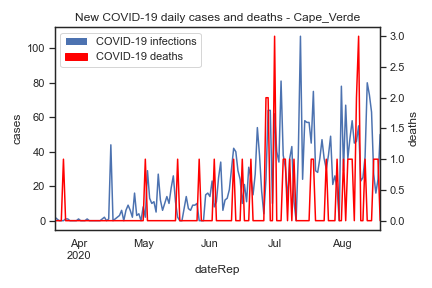 New COVID-19 daily cases and deaths - Cape_Verde
COVID-19 infections
COVID-19 deaths
cases
100
80
60
40
20
0
deaths
3.0
2.5
2.0
1.5
1.0
0.5
0.0
Apr
2020
May
Jun
Jul
Aug
dateRep